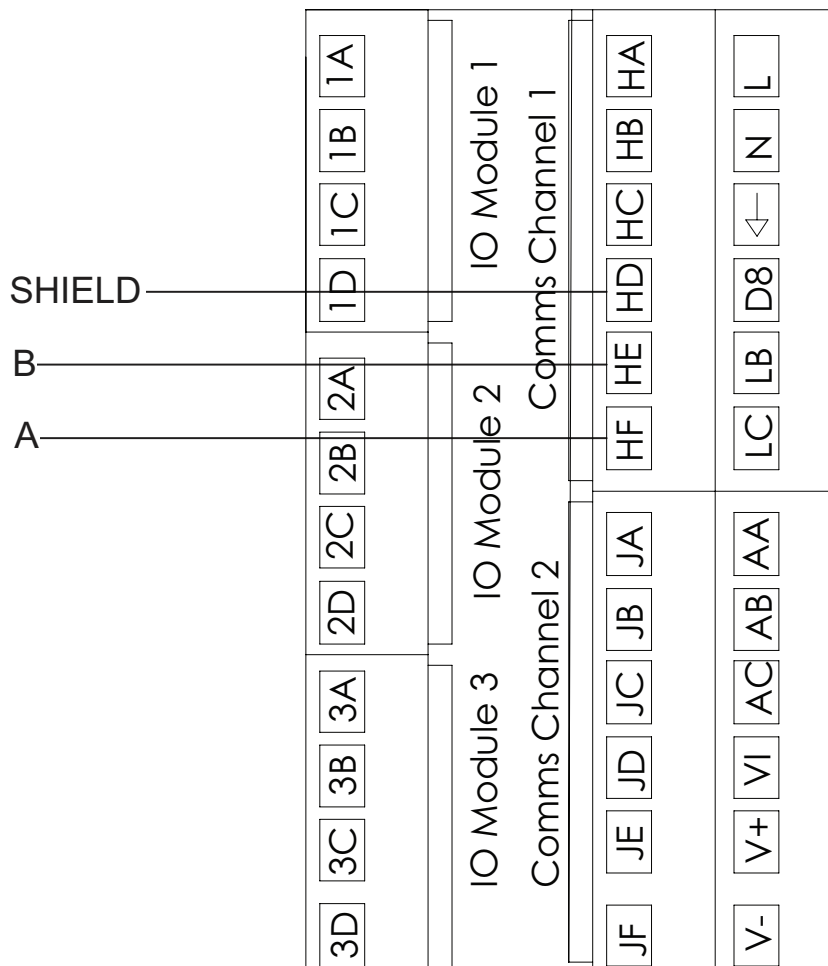 SHIELD
B
A
1A
1B
1C
1D
2A
2B
2C
2D
3A
3B
3C
3D
IO Module 1
IO Module 2
IO Module 3
Comms Channel 1
Comms Channel 2
HA
HB
HC
HD
HE
HF
JA
JB
JC
JD
JE
JF
L
N
D8
LB
LC
AA
AB
AC
VI
V+
V-